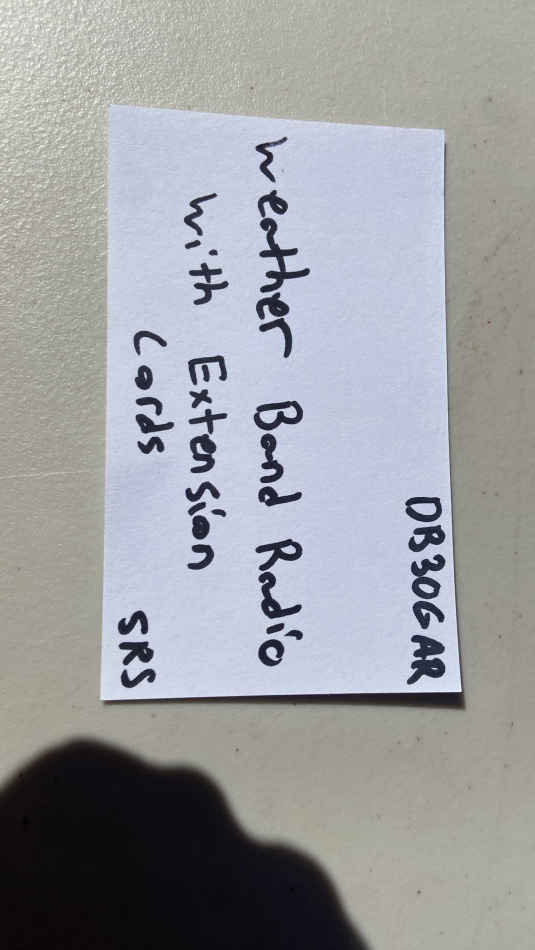 DB30GAR
Weather Band Radio
With Extension
Cords
SRS